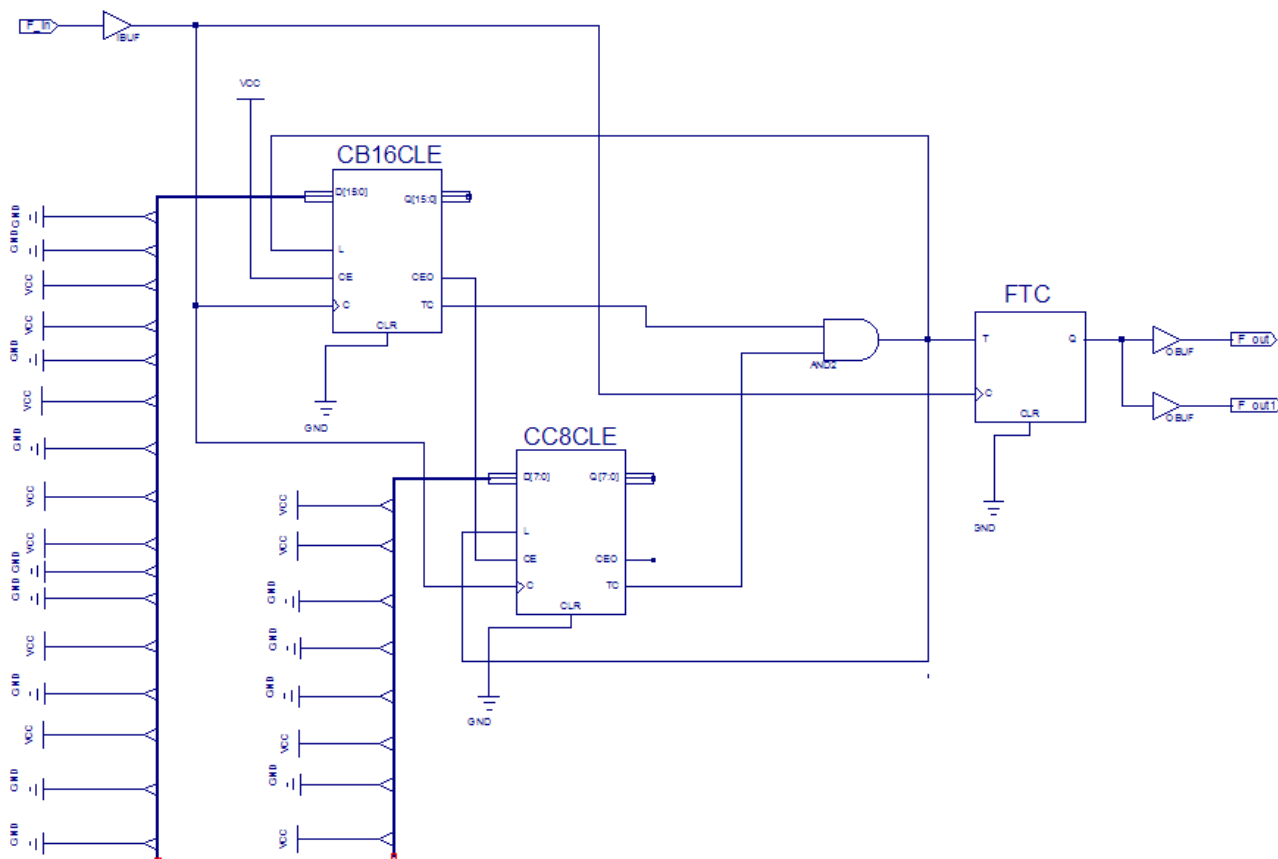 F_in
IBUF
VCC
CB16CLE
D[15:0]
Q[15:0]
L
CE
CEO
C
TC
CLR
GND
GND
GND
VCC
VCC
GND
VCC
GND
VCC
VCC
GND
GND
VCC
GND
VCC
GND
GND
AND2
FTC
T
Q
C
CLR
GND
OBUF
F_out
OBUF
F_out1
CC8CLE
D[7:0]
Q[7:0]
L
CE
CEO
C
TC
CLR
GND
VCC
VCC
GND
GND
GND
VCC
GND
VCC